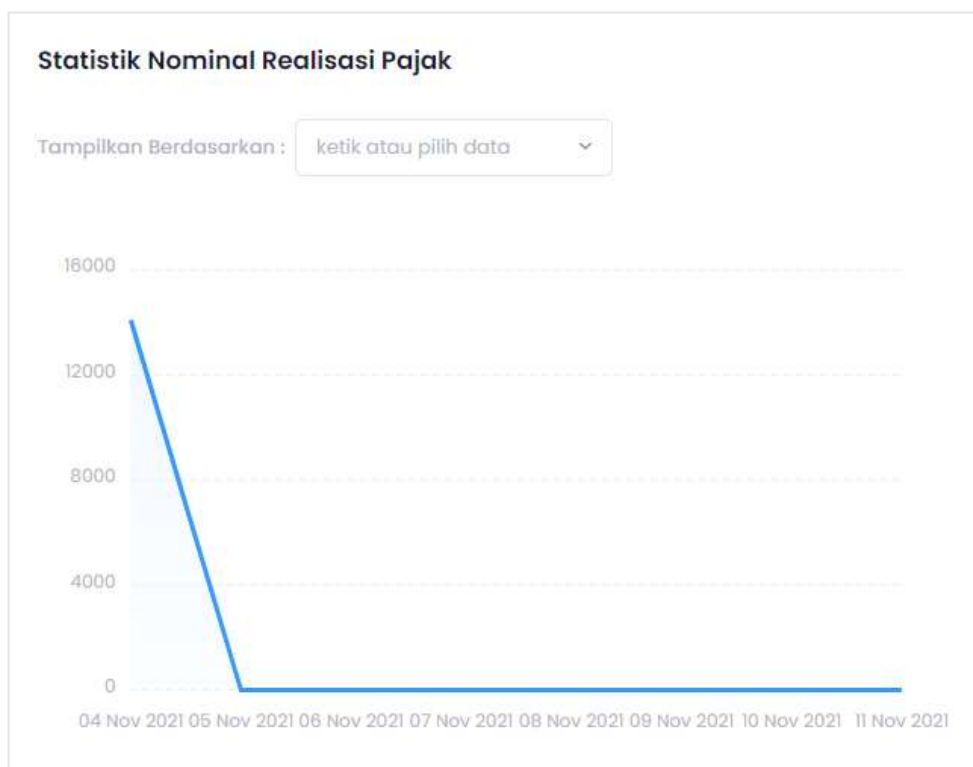 Statistik Nominal Realisasi Pajak
Tampilkan Berdasarkan : ketik atau pilih data
16000
12000
8000
4000
0
04 Nov 2021 05 Nov 2021 06 Nov 2021 07 Nov 2021 08 Nov 2021 09 Nov 2021 10 Nov 2021 11 Nov 2021